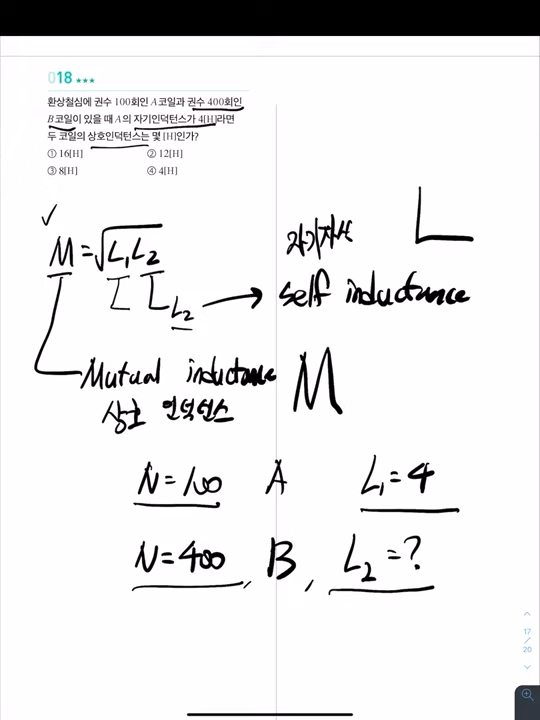 018 ★★★
환상철심에 권수 100회인 A코일과 권수 400회인
B코일이 있을 때 A의 자기인덕턴스가 4[H]라면
두 코일의 상호인덕턴스는 몇 [H]인가?
① 16[H] ② 12[H]
③ 8[H] ④ 4[H]
L
M = √L₁L₂
L₂ → self inductance
Mutual inductance M
상호 인덕턴스
N = 100 A L₁ = 4
N = 400, B, L₂ = ?
17
/
20